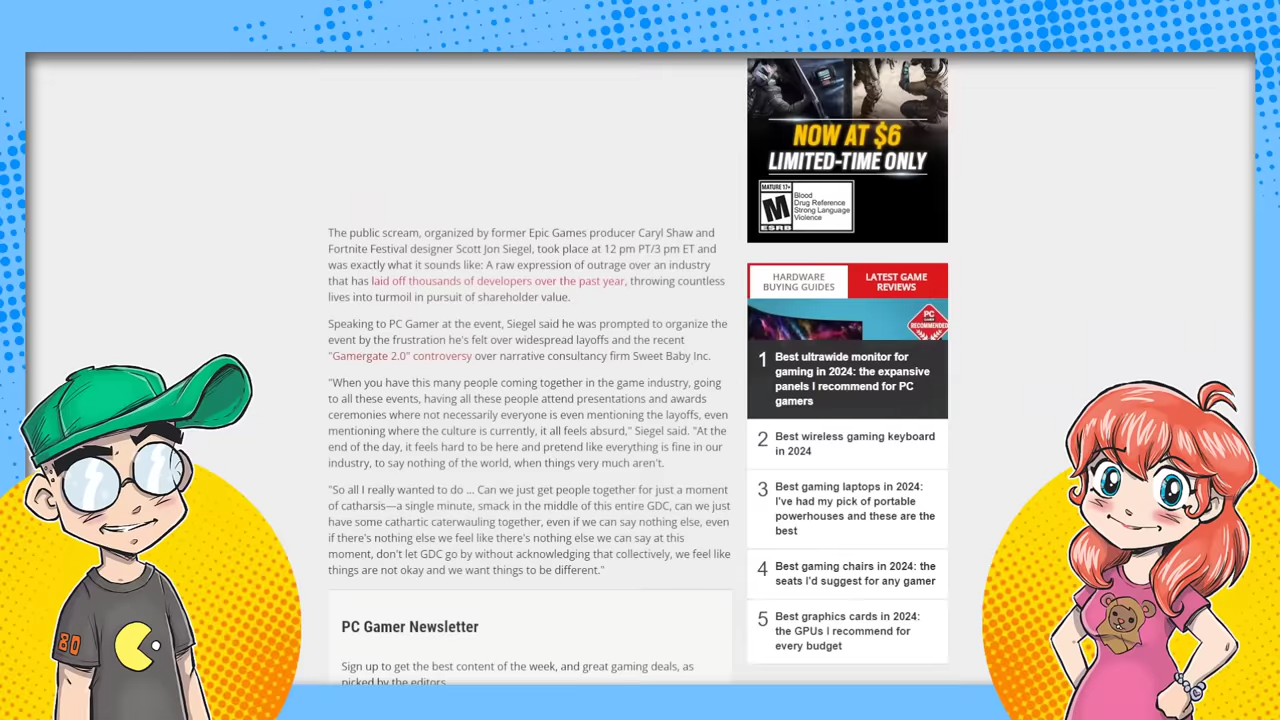 NOW AT $6
LIMITED-TIME ONLY
MATURE 17+
M
ESRB
Blood
Drug Reference
Strong Language
Violence
The public scream, organized by former Epic Games producer Caryl Shaw and
Fortnite Festival designer Scott Jon Siegel, took place at 12 pm PT/3 pm ET and
was exactly what it sounds like: A raw expression of outrage over an industry
that has laid off thousands of developers over the past year, throwing countless
lives into turmoil in pursuit of shareholder value.
Speaking to PC Gamer at the event, Siegel said he was prompted to organize the
event by the frustration he's felt over widespread layoffs and the recent
"Gamergate 2.0" controversy over narrative consultancy firm Sweet Baby Inc.
"When you have this many people coming together in the game industry, going
to all these events, having all these people attend presentations and awards
ceremonies where not necessarily everyone is even mentioning the layoffs, even
mentioning where the culture is currently, it all feels absurd," Siegel said. "At the
end of the day, it feels hard to be here and pretend like everything is fine in our
industry, to say nothing of the world, when things very much aren't.
"So all I really wanted to do ... Can we just get people together for just a moment
of catharsis—a single minute, smack in the middle of this entire GDC, can we just
have some cathartic caterwauling together, even if we can say nothing else, even
if there's nothing else we feel like there's nothing else we can say at this
moment, don't let GDC go by without acknowledging that collectively, we feel like
things are not okay and we want things to be different."
PC Gamer Newsletter
Sign up to get the best content of the week, and great gaming deals, as
picked by the editors.
HARDWARE
BUYING GUIDES
LATEST GAME
REVIEWS
PC
GAMER
RECOMMENDED
1 Best ultrawide monitor for
gaming in 2024: the expansive
panels I recommend for PC
gamers
2 Best wireless gaming keyboard
in 2024
3 Best gaming laptops in 2024:
I've had my pick of portable
powerhouses and these are the
best
4 Best gaming chairs in 2024: the
seats I'd suggest for any gamer
5 Best graphics cards in 2024:
the GPUs I recommend for
every budget
80